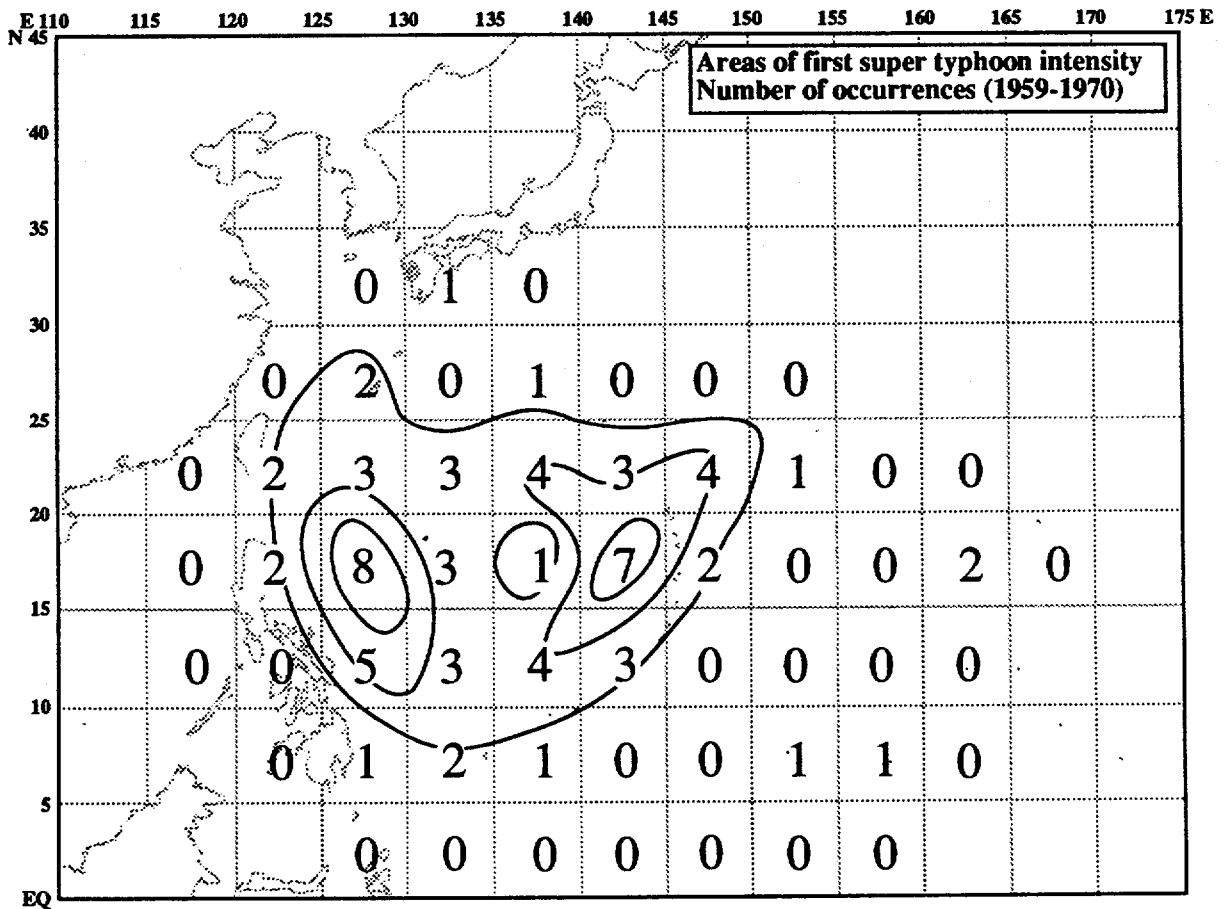 E 110 115 120 125 130 135 140 145 150 155 160 165 170 175 E
N 45
Areas of first super typhoon intensity
Number of occurrences (1959-1970)
40
35
0 1 0
30
0 2 0 1 0 0 0
25
0 2 3 3 4 3 4 1 0 0
20
0 2 8 3 1 7 2 0 0 2 0
15
0 0 5 3 4 3 0 0 0 0
10
0 1 2 1 0 0 1 1 0
5
0 0 0 0 0 0 0
EQ